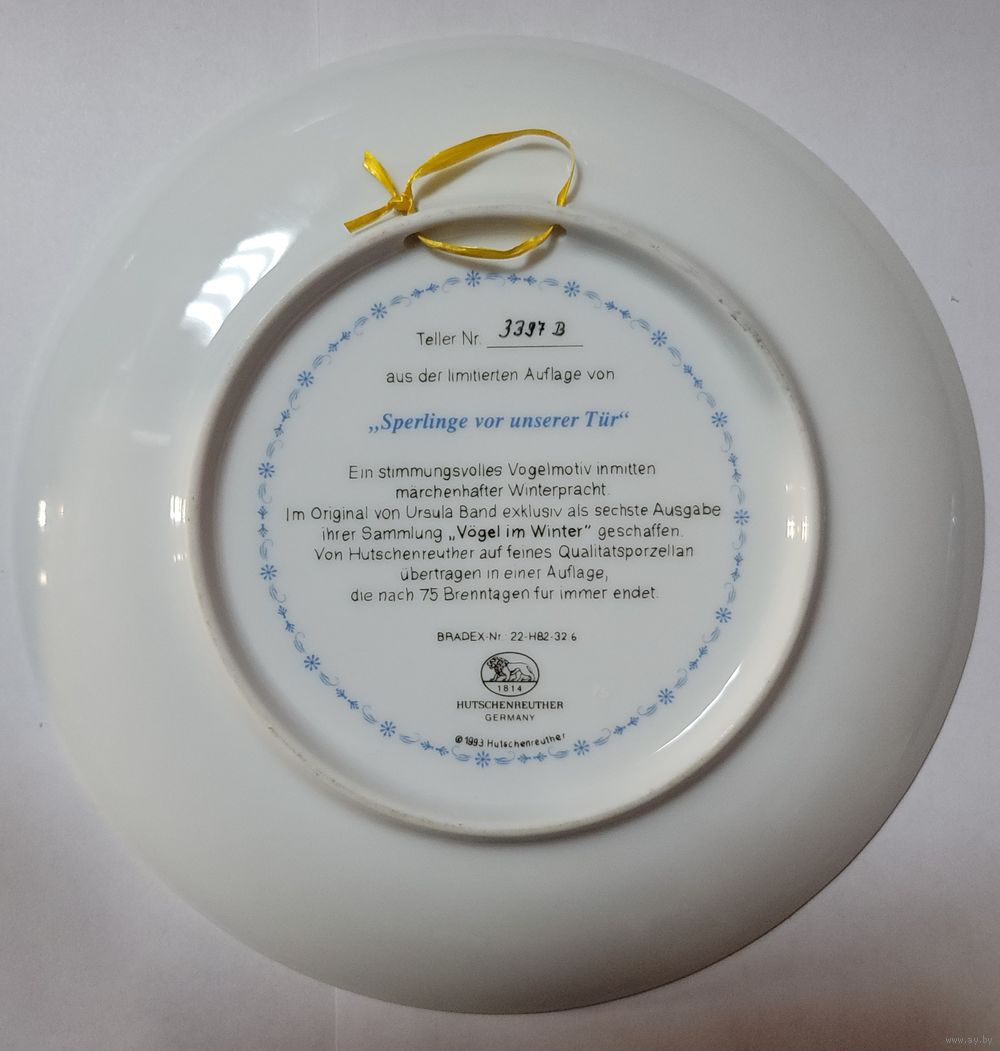 Teller Nr. 3397 B
aus der limitierten Auflage von
„Sperlinge vor unserer Tür“
Ein stimmungsvolles Vogelmotiv inmitten
märchenhafter Winterpracht.
Im Original von Ursula Band exklusiv als sechste Ausgabe
ihrer Sammlung „Vögel im Winter“ geschaffen.
Von Hutschenreuther auf feines Qualitätsporzellan
übertragen in einer Auflage,
die nach 75 Brenntagen für immer endet.
BRADEX-Nr. 22-H82-32.6
1814
HUTSCHENREUTHER
GERMANY
©1993 Hutschenreuther
www.ay.by